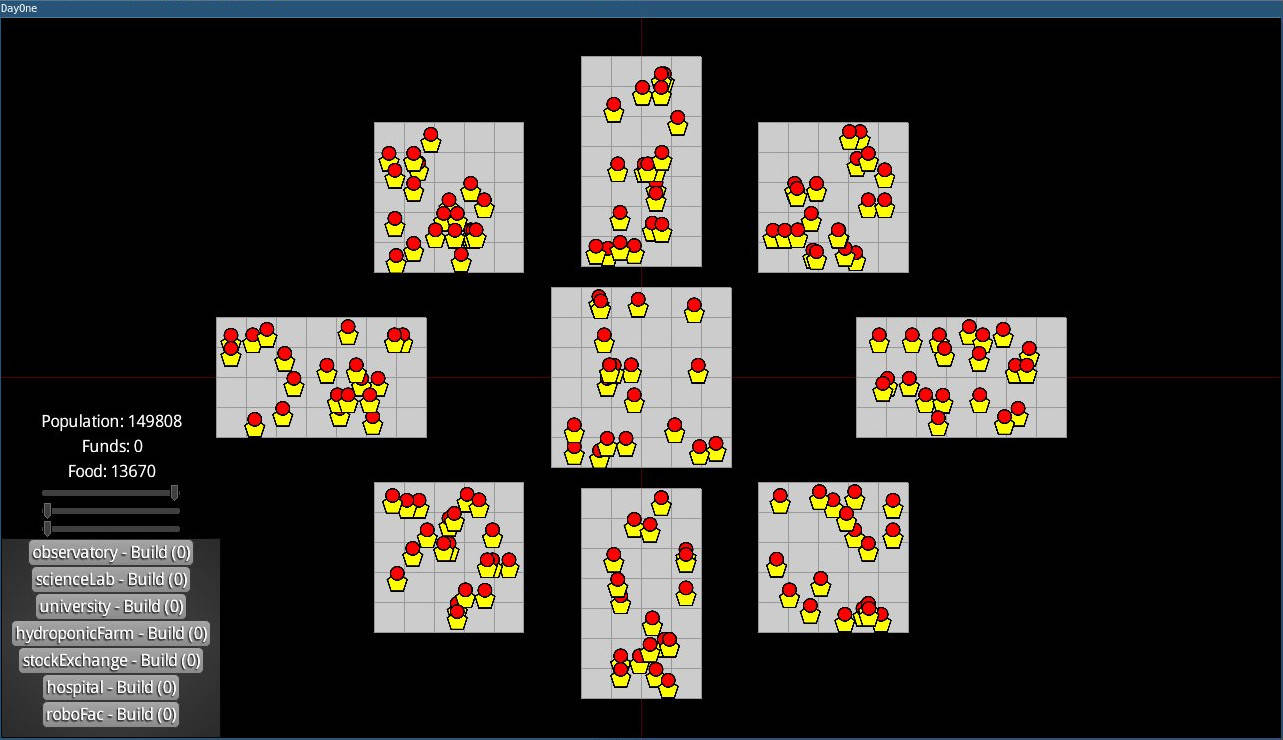 DayOne
Population: 149808
Funds: 0
Food: 13670
observatory - Build (0)
scienceLab - Build (0)
university - Build (0)
hydroponicFarm - Build (0)
stockExchange - Build (0)
hospital - Build (0)
roboFac - Build (0)